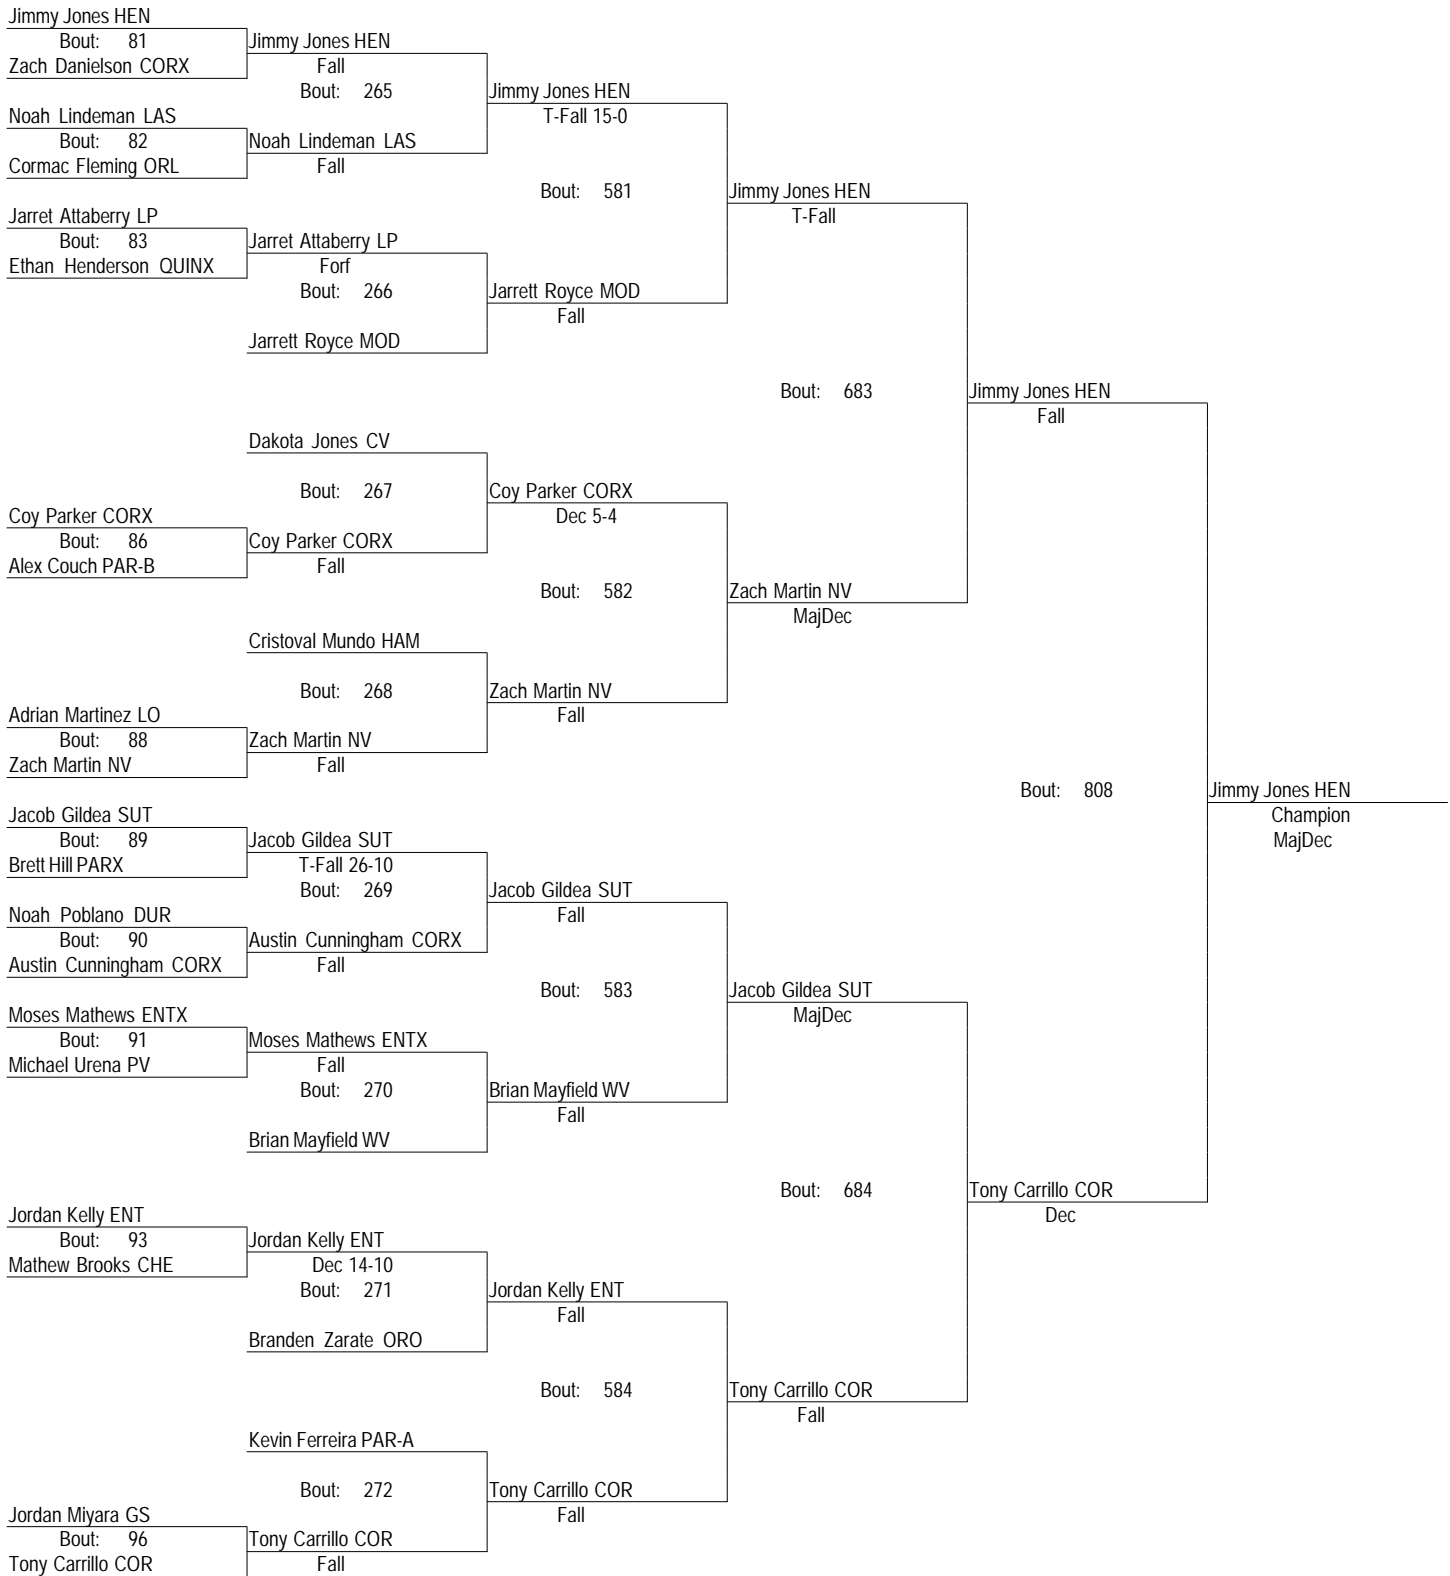 Jimmy Jones HEN
Bout: 81
Jimmy Jones HEN
Zach Danielson CORX
Fall
Bout: 265
Jimmy Jones HEN
Noah Lindeman LAS
T-Fall 15-0
Bout: 82
Noah Lindeman LAS
Cormac Fleming ORL
Fall
Bout: 581
Jimmy Jones HEN
Jarret Attaberry LP
T-Fall
Bout: 83
Jarret Attaberry LP
Ethan Henderson QUINX
Forf
Bout: 266
Jarrett Royce MOD
Fall
Jarrett Royce MOD
Bout: 683
Jimmy Jones HEN
Fall
Dakota Jones CV
Bout: 267
Coy Parker CORX
Coy Parker CORX
Dec 5-4
Bout: 86
Coy Parker CORX
Alex Couch PAR-B
Fall
Bout: 582
Zach Martin NV
MajDec
Cristoval Mundo HAM
Bout: 268
Zach Martin NV
Adrian Martinez LO
Fall
Bout: 88
Zach Martin NV
Zach Martin NV
Fall
Bout: 808
Jimmy Jones HEN
Jacob Gildea SUT
Champion
Bout: 89
Jacob Gildea SUT
MajDec
Brett Hill PARX
T-Fall 26-10
Bout: 269
Jacob Gildea SUT
Noah Poblano DUR
Fall
Bout: 90
Austin Cunningham CORX
Austin Cunningham CORX
Fall
Bout: 583
Jacob Gildea SUT
Moses Mathews ENTX
MajDec
Bout: 91
Moses Mathews ENTX
Michael Urena PV
Fall
Bout: 270
Brian Mayfield WV
Fall
Brian Mayfield WV
Bout: 684
Tony Carrillo COR
Jordan Kelly ENT
Dec
Bout: 93
Jordan Kelly ENT
Mathew Brooks CHE
Dec 14-10
Bout: 271
Jordan Kelly ENT
Fall
Branden Zarate ORO
Bout: 584
Tony Carrillo COR
Fall
Kevin Ferreira PAR-A
Bout: 272
Tony Carrillo COR
Jordan Miyara GS
Fall
Bout: 96
Tony Carrillo COR
Tony Carrillo COR
Fall